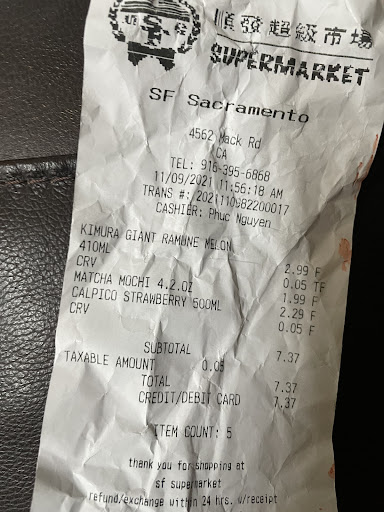 順發超級市場
SUPERMARKET
SF Sacramento
4562 Mack Rd
CA
TEL: 916-395-6868
11/09/2021 11:56:18 AM
TRANS #: 2021110982200017
CASHIER: Phuc Nguyen
KIMURA GIANT RAMUNE MELON
410ML 2.99 F
CRV 0.05 TF
MATCHA MOCHI 4.2.OZ 1.99 F
CALPICO STRAWBERRY 500ML 2.29 F
CRV 0.05 F
SUBTOTAL 7.37
TAXABLE AMOUNT 0.05
TOTAL 7.37
CREDIT/DEBIT CARD 7.37
ITEM COUNT: 5
thank you for shopping at
sf supermarket
refund/exchange within 24 hrs. w/receipt